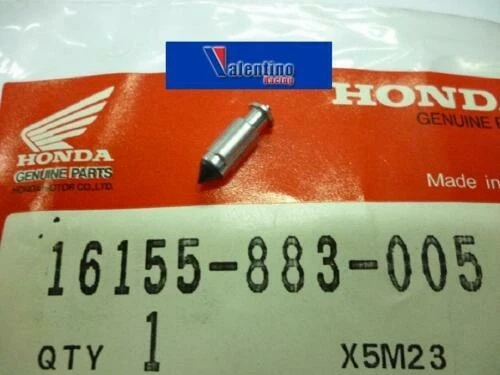 Valentino
Racing
HONDA
GENUINE PARTS
HONDA MOTOR CO., LTD.
HONDA
GENUINE PARTS
Made in
16155-883-005
QTY 1 X5M23